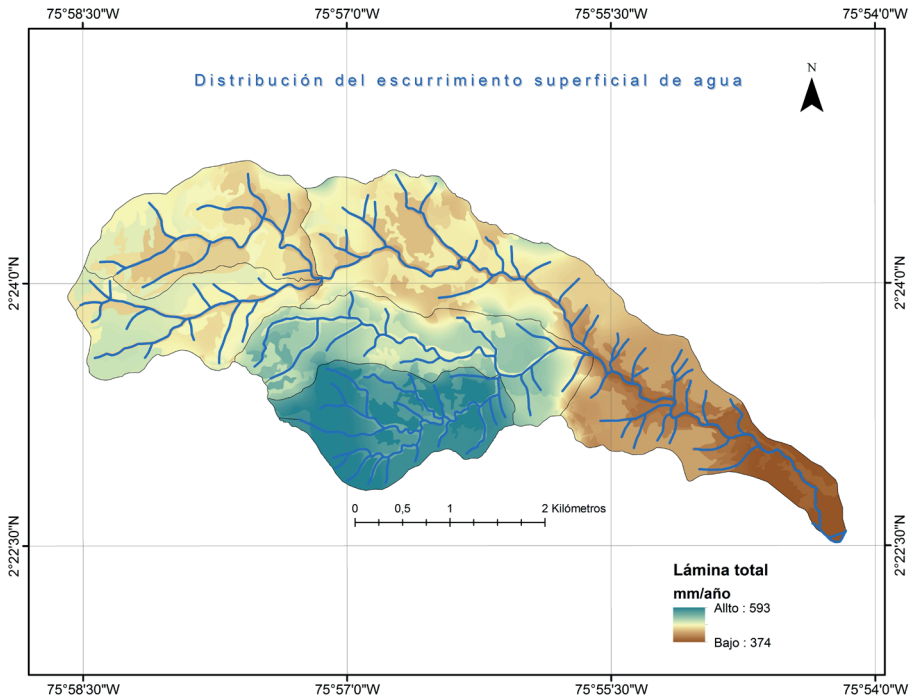 75°58'30"W 75°57'0"W 75°55'30"W 75°54'0"W
Distribución del escurrimiento superficial de agua
N
2°24'0"N 2°24'0"N
0 0,5 1 2 Kilómetros
2°22'30"N 2°22'30"N
Lámina total
mm/año
Allto : 593
Bajo : 374
75°58'30"W 75°57'0"W 75°55'30"W 75°54'0"W